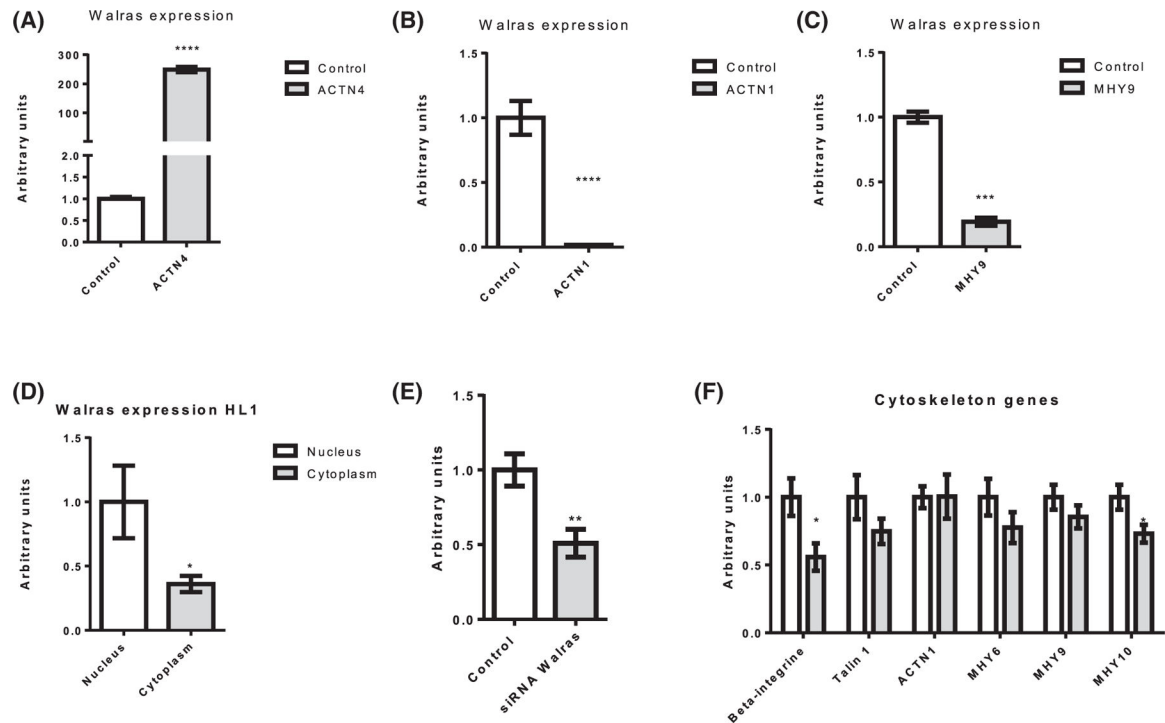 (A)
Walras expression
****
300
200
100
2.0
1.5
1.0
0.5
0.0
Arbitrary units
Control
ACTN4
Control
ACTN4
(B)
Walras expression
1.5
1.0
0.5
0.0
Arbitrary units
****
Control
ACTN1
Control
ACTN1
(C)
Walras expression
1.5
1.0
0.5
0.0
Arbitrary units
***
Control
MHY9
Control
MHY9
(D)
Walras expression HL1
1.5
1.0
0.5
0.0
Arbitrary units
*
Nucleus
Cytoplasm
Nucleus
Cytoplasm
(E)
1.5
1.0
0.5
0.0
Arbitrary units
**
Control
siRNA Walras
(F)
Cytoskeleton genes
1.5
1.0
0.5
0.0
Arbitrary units
*
*
Beta-integrine
Talin 1
ACTN1
MHY6
MHY9
MHY10